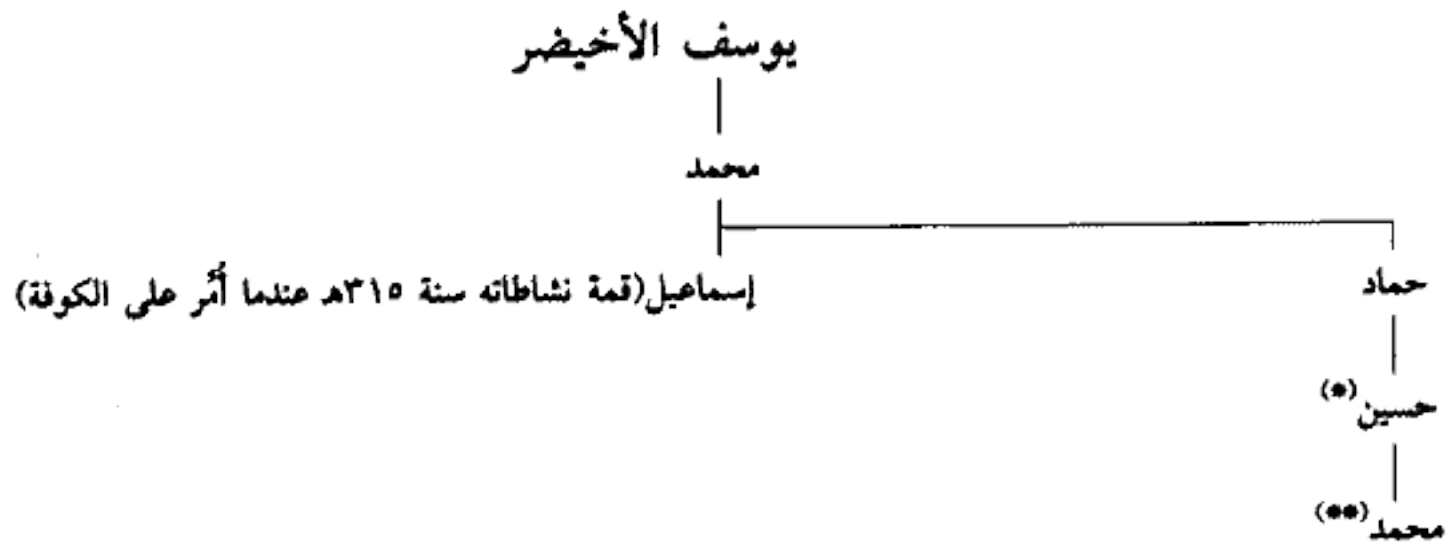 يوسف الأخيضر
محمد
حماد
إسماعيل(قمة نشاطاته سنة ٣١٥هـ عندما أُمّر على الكوفة)
حسين(*)
محمد(**)